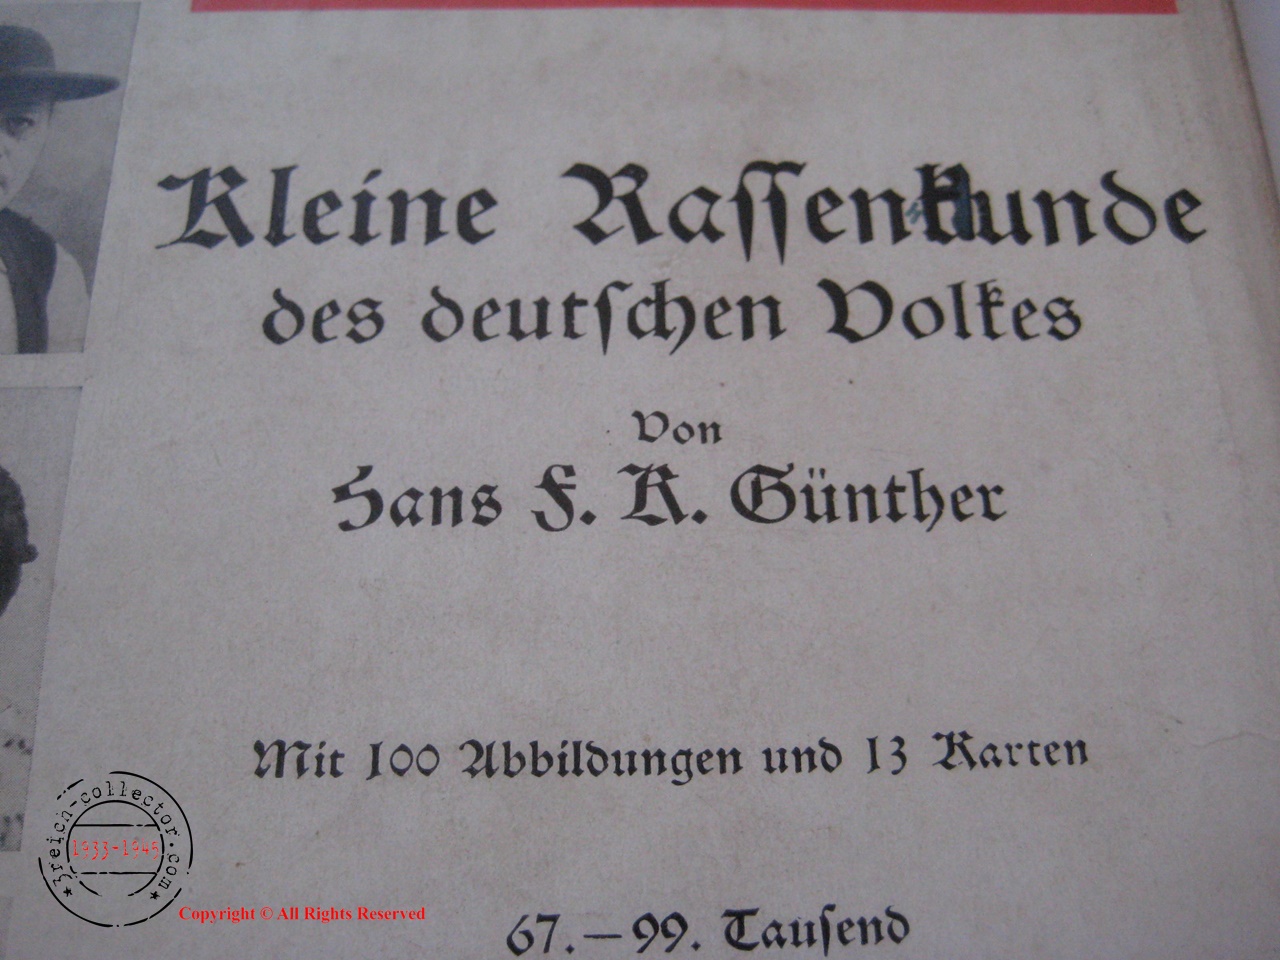 Kleine Rassenkunde
des deutschen Volkes
Von
Hans F. K. Günther
Mit 100 Abbildungen und 13 Karten
67.–99. Tausend
3reich-collector.com
1933-1945
Copyright © All Rights Reserved